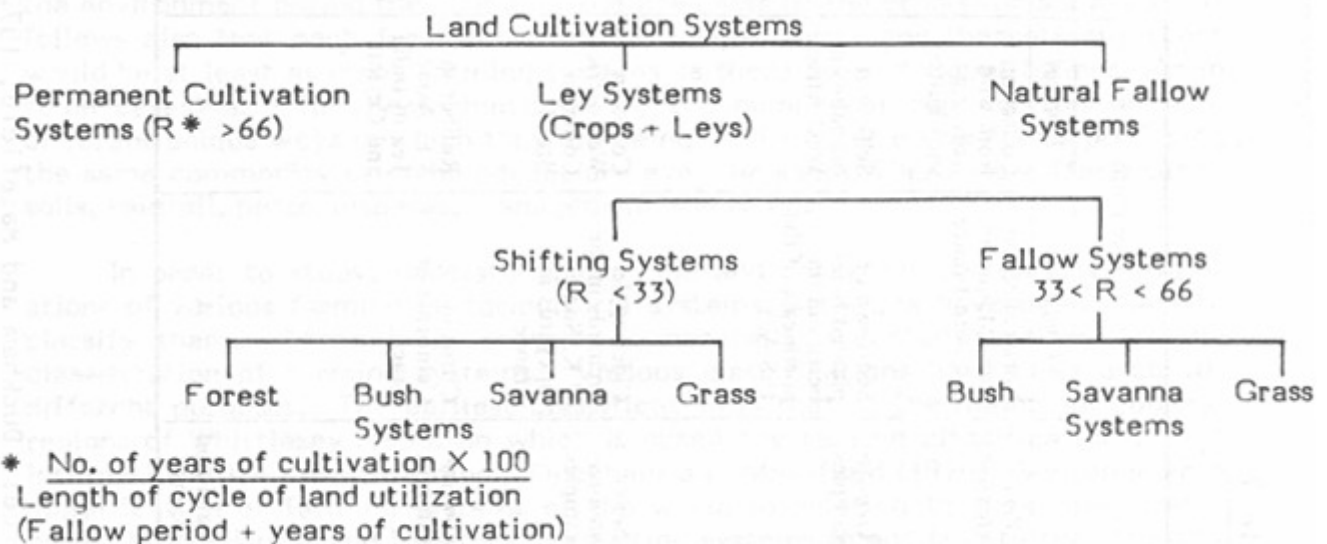 Land Cultivation Systems
Permanent Cultivation
Systems (R* >66)
Ley Systems
(Crops + Leys)
Natural Fallow
Systems
Shifting Systems
(R < 33)
Fallow Systems
33< R < 66
Forest Bush Savanna Grass
Systems
Bush Savanna Grass
Systems
* No. of years of cultivation X 100
Length of cycle of land utilization
(Fallow period + years of cultivation)